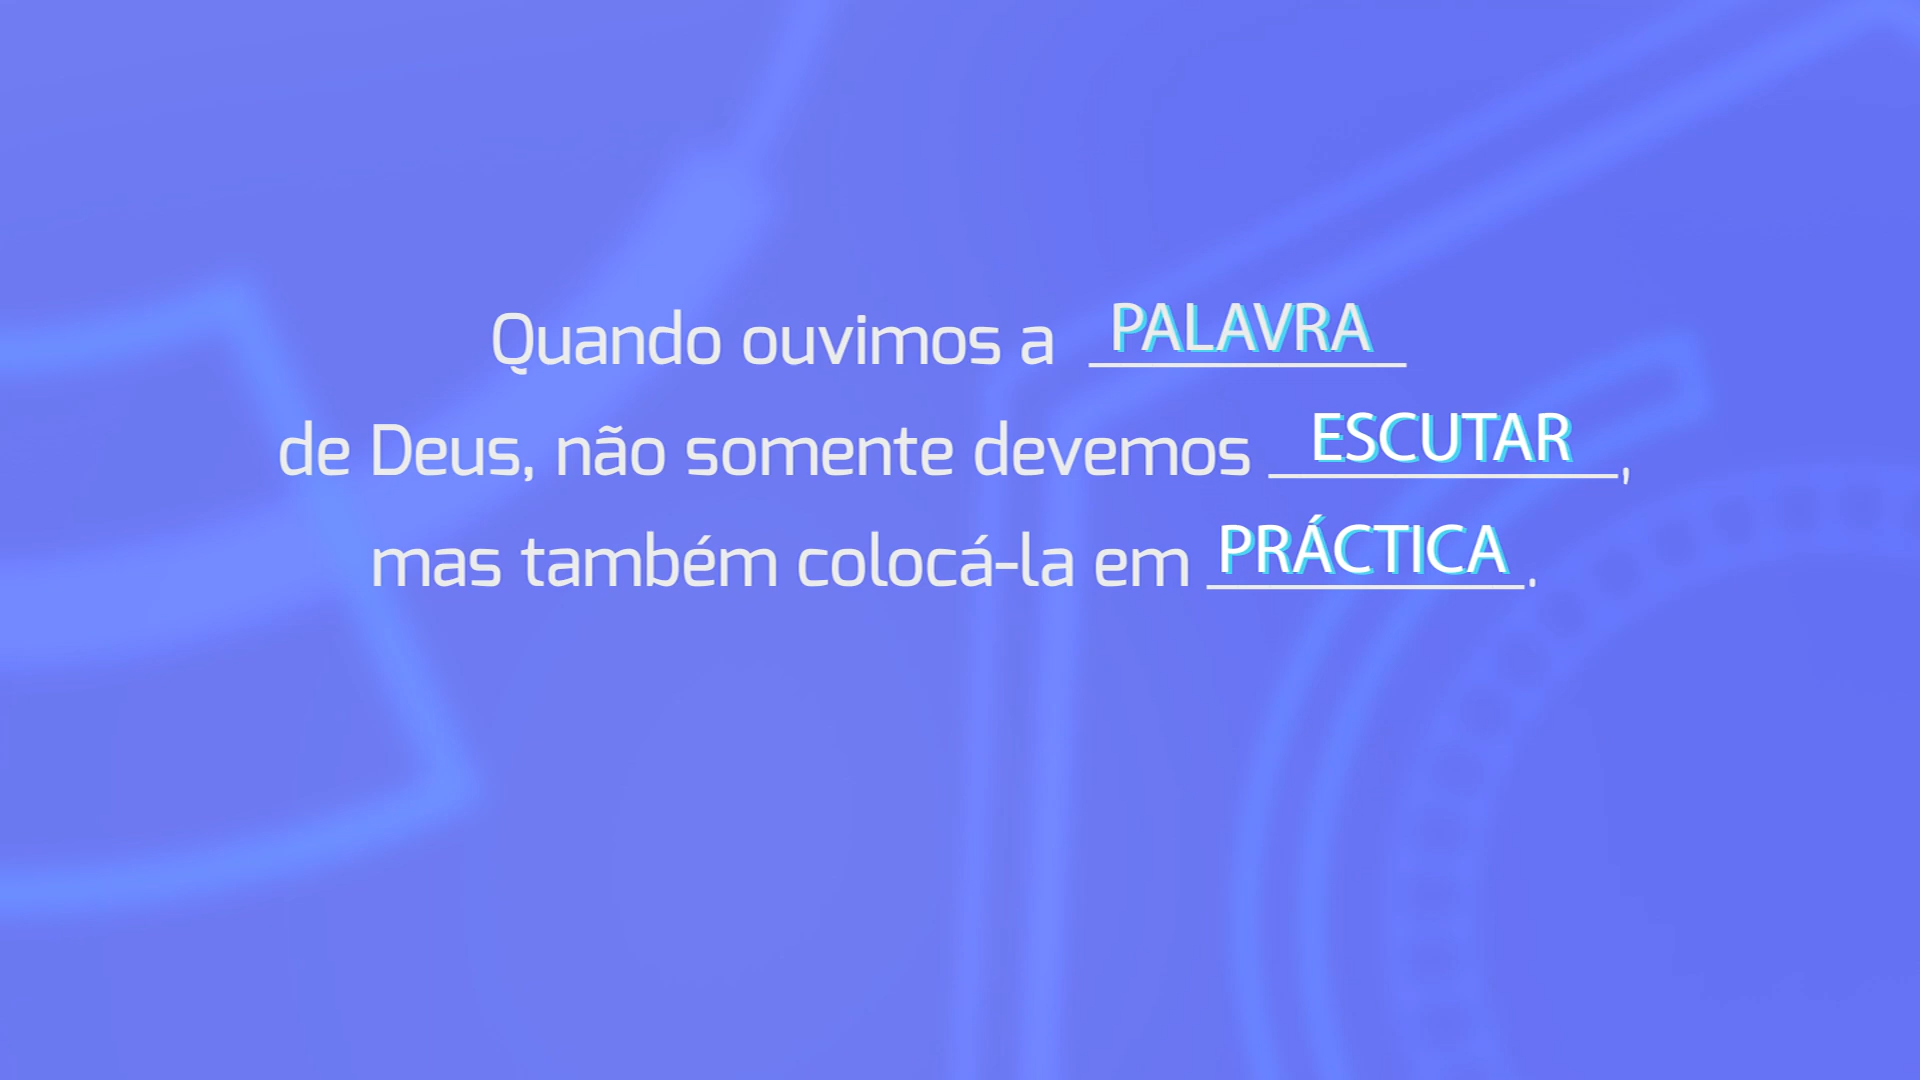 Quando ouvimos a PALAVRA
de Deus, não somente devemos ESCUTAR,
mas também colocá-la em PRÁCTICA.